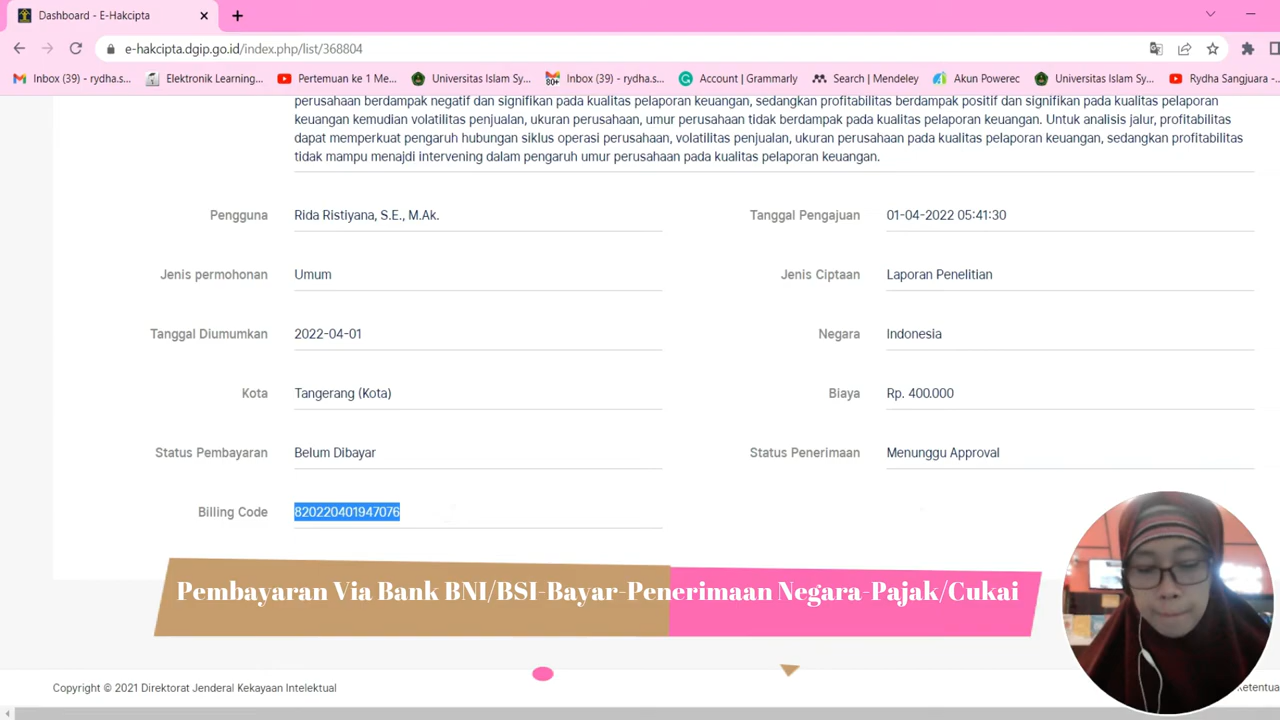 Dashboard - E-Hakcipta
e-hakcipta.dgip.go.id/index.php/list/368804
Inbox (39) - rydha.s...
Elektronik Learning...
Pertemuan ke 1 Me...
Universitas Islam Sy...
80+
Inbox (39) - rydha.s...
Account | Grammarly
Search | Mendeley
Akun Powerec
Universitas Islam Sy...
Rydha Sangjuara -...
perusahaan berdampak negatif dan signifikan pada kualitas pelaporan keuangan, sedangkan profitabilitas berdampak positif dan signifikan pada kualitas pelaporan
keuangan kemudian volatilitas penjualan, ukuran perusahaan, umur perusahaan tidak berdampak pada kualitas pelaporan keuangan. Untuk analisis jalur, profitabilitas
dapat memperkuat pengaruh hubungan siklus operasi perusahaan, volatilitas penjualan, ukuran perusahaan pada kualitas pelaporan keuangan, sedangkan profitabilitas
tidak mampu menajdi intervening dalam pengaruh umur perusahaan pada kualitas pelaporan keuangan.
Pengguna Rida Ristiyana, S.E., M.Ak. Tanggal Pengajuan 01-04-2022 05:41:30
Jenis permohonan Umum Jenis Ciptaan Laporan Penelitian
Tanggal Diumumkan 2022-04-01 Negara Indonesia
Kota Tangerang (Kota) Biaya Rp. 400.000
Status Pembayaran Belum Dibayar Status Penerimaan Menunggu Approval
Billing Code 820220401947076
Pembayaran Via Bank BNI/BSI-Bayar-Penerimaan Negara-Pajak/Cukai
Copyright © 2021 Direktorat Jenderal Kekayaan Intelektual
Ketentua